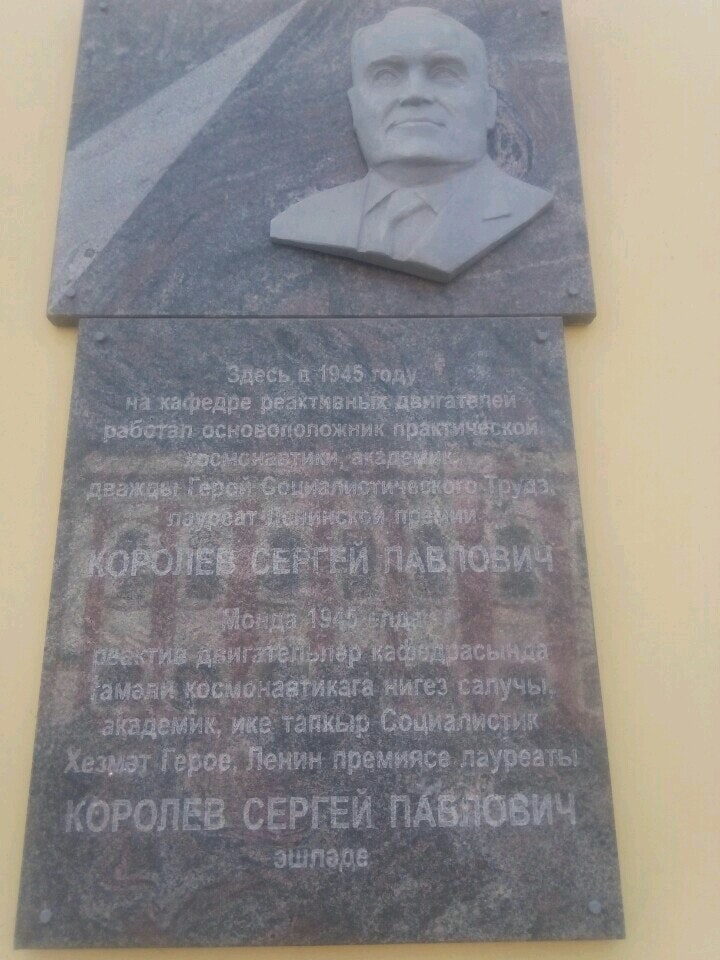 Здесь в 1945 году
на кафедре реактивных двигателей
работал основоположник практической
космонавтики, академик,
дважды Герой Социалистического Труда,
лауреат Ленинской премии
КОРОЛЕВ СЕРГЕЙ ПАВЛОВИЧ
Монда 1945 елда
реактив двигательләр кафедрасында
гамәли космонавтикага нигез салучы,
академик, ике тапкыр Социалистик
Хезмәт Герое, Ленин премиясе лауреаты
КОРОЛЕВ СЕРГЕЙ ПАВЛОВИЧ
эшләде